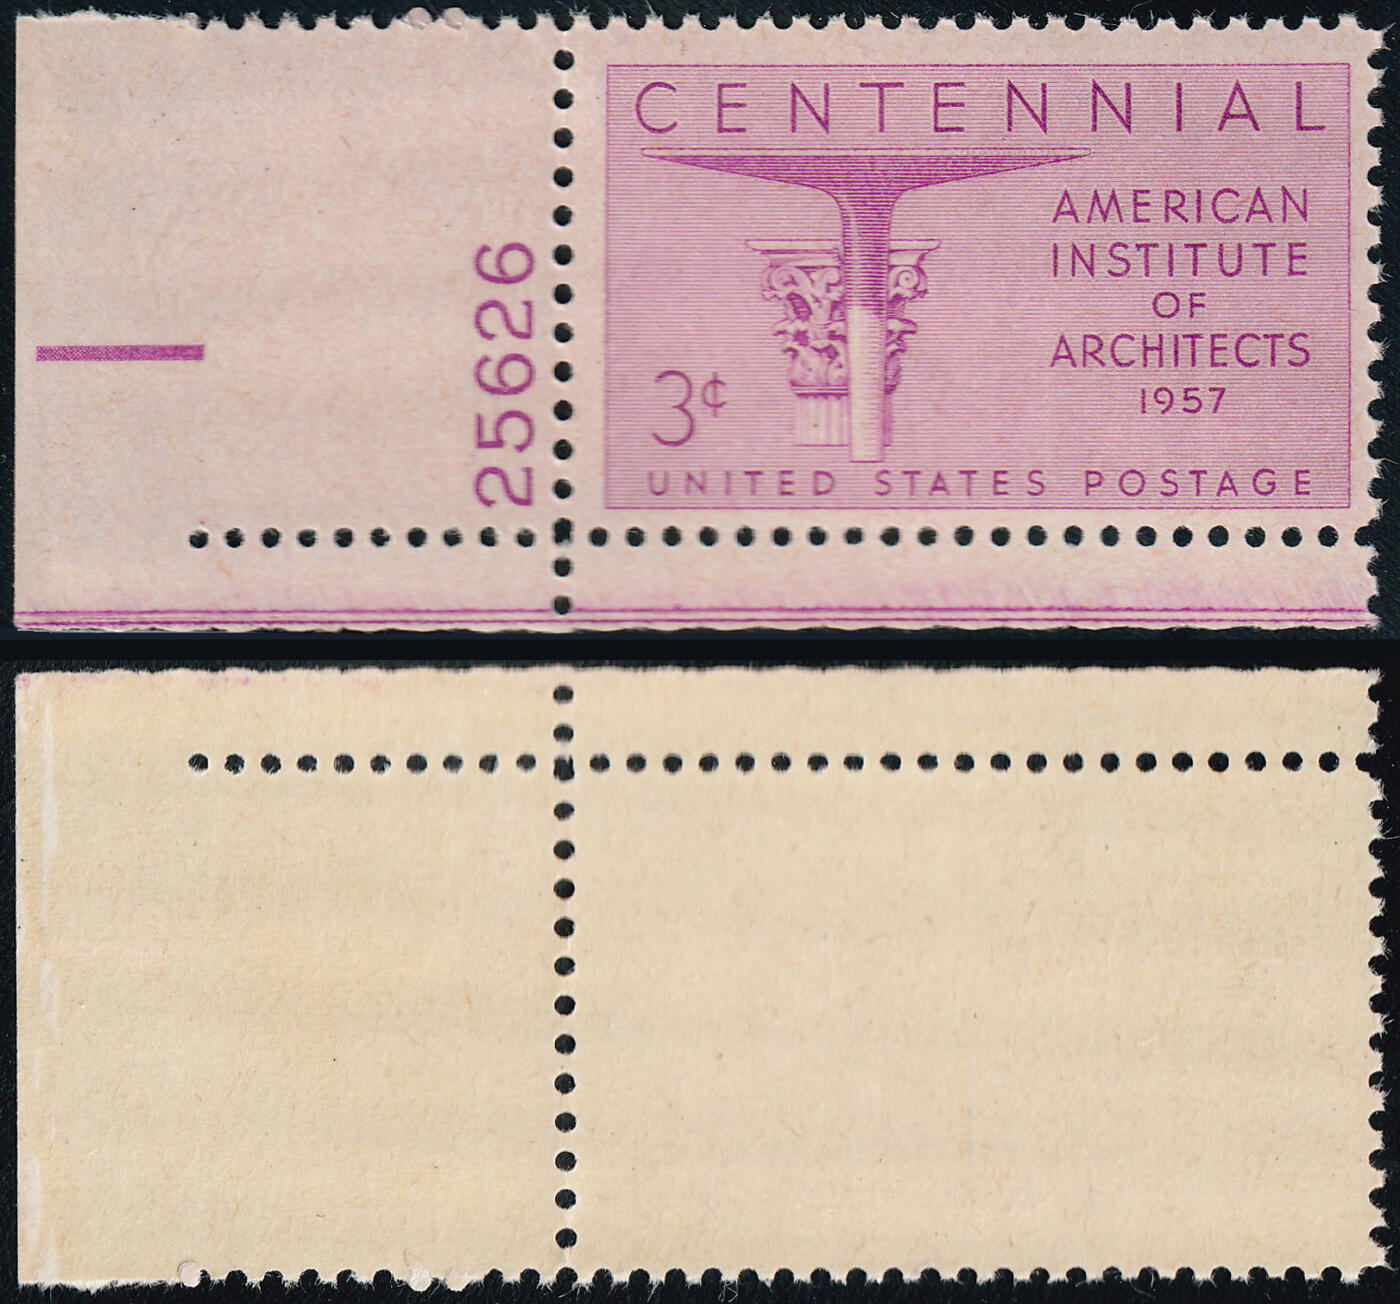 25626
CENTENNIAL
AMERICAN
INSTITUTE
OF
ARCHITECTS
1957
3¢
UNITED STATES POSTAGE